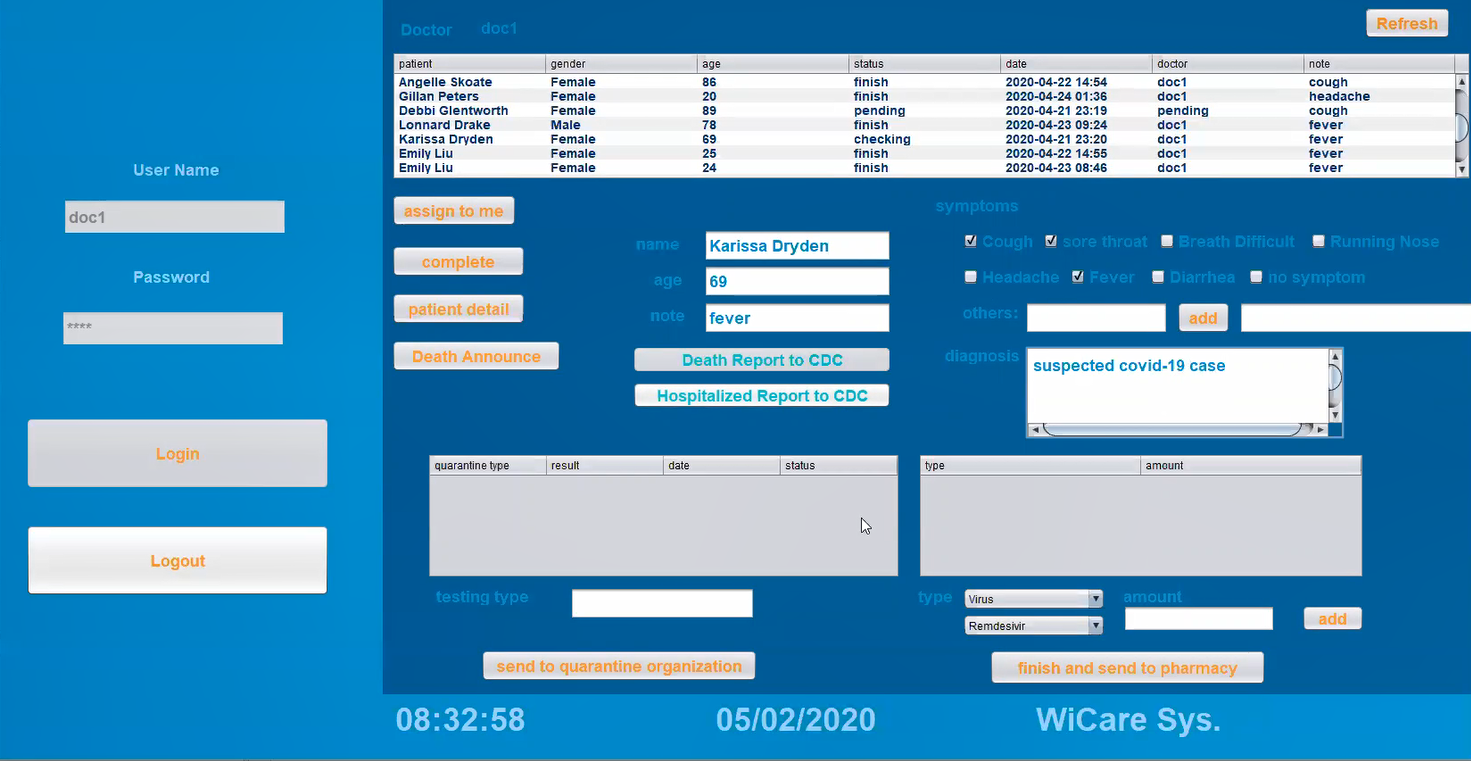 Doctor doc1 Refresh
patient gender age status date doctor note
Angelle Skoate Female 86 finish 2020-04-22 14:54 doc1 cough
Gillan Peters Female 20 finish 2020-04-24 01:36 doc1 headache
Debbi Glentworth Female 89 pending 2020-04-21 23:19 pending cough
Lonnard Drake Male 78 finish 2020-04-23 09:24 doc1 fever
Karissa Dryden Female 69 checking 2020-04-21 23:20 doc1 fever
Emily Liu Female 25 finish 2020-04-22 14:55 doc1 fever
Emily Liu Female 24 finish 2020-04-23 08:46 doc1 fever
User Name
doc1
Password
****
Login
Logout
assign to me
complete
patient detail
Death Announce
name Karissa Dryden
age 69
note fever
Death Report to CDC
Hospitalized Report to CDC
symptoms
Cough sore throat Breath Difficult Running Nose
Headache Fever Diarrhea no symptom
others: add
diagnosis suspected covid-19 case
quarantine type result date status
testing type
send to quarantine organization
type amount
type Virus amount
Remdesivir add
finish and send to pharmacy
08:32:58 05/02/2020 WiCare Sys.